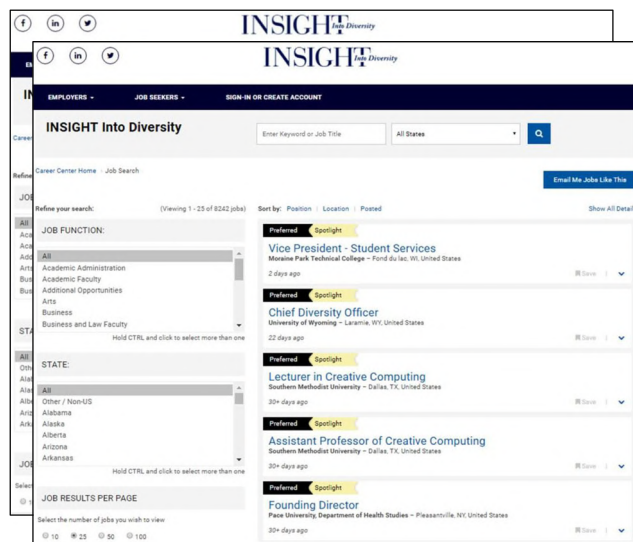 INSIGHT Into Diversity
INSIGHT Into Diversity
EMPLOYERS
JOB SEEKERS
SIGN-IN OR CREATE ACCOUNT
INSIGHT Into Diversity
Enter Keyword or Job Title
All States
Career Center Home
Job Search
Email Me Jobs Like This
Refine your search:
(Viewing 1 - 25 of 8242 jobs)
Sort by: Position | Location | Posted
Show All Detail
JOB FUNCTION:
All
Academic Administration
Academic Faculty
Additional Opportunities
Arts
Business
Business and Law Faculty
Hold CTRL and click to select more than one
STATE:
All
Other / Non-US
Alabama
Alaska
Alberta
Arizona
Arkansas
Hold CTRL and click to select more than one
JOB RESULTS PER PAGE
Select the number of jobs you wish to view
10 25 50 100
Preferred Spotlight
Vice President - Student Services
Moraine Park Technical College – Fond du lac, WI, United States
2 days ago
Save |
Preferred Spotlight
Chief Diversity Officer
University of Wyoming – Laramie, WY, United States
22 days ago
Save |
Preferred Spotlight
Lecturer in Creative Computing
Southern Methodist University – Dallas, TX, United States
30+ days ago
Save |
Preferred Spotlight
Assistant Professor of Creative Computing
Southern Methodist University – Dallas, TX, United States
30+ days ago
Save |
Preferred Spotlight
Founding Director
Pace University, Department of Health Studies – Pleasantville, NY, United States
30+ days ago
Save |